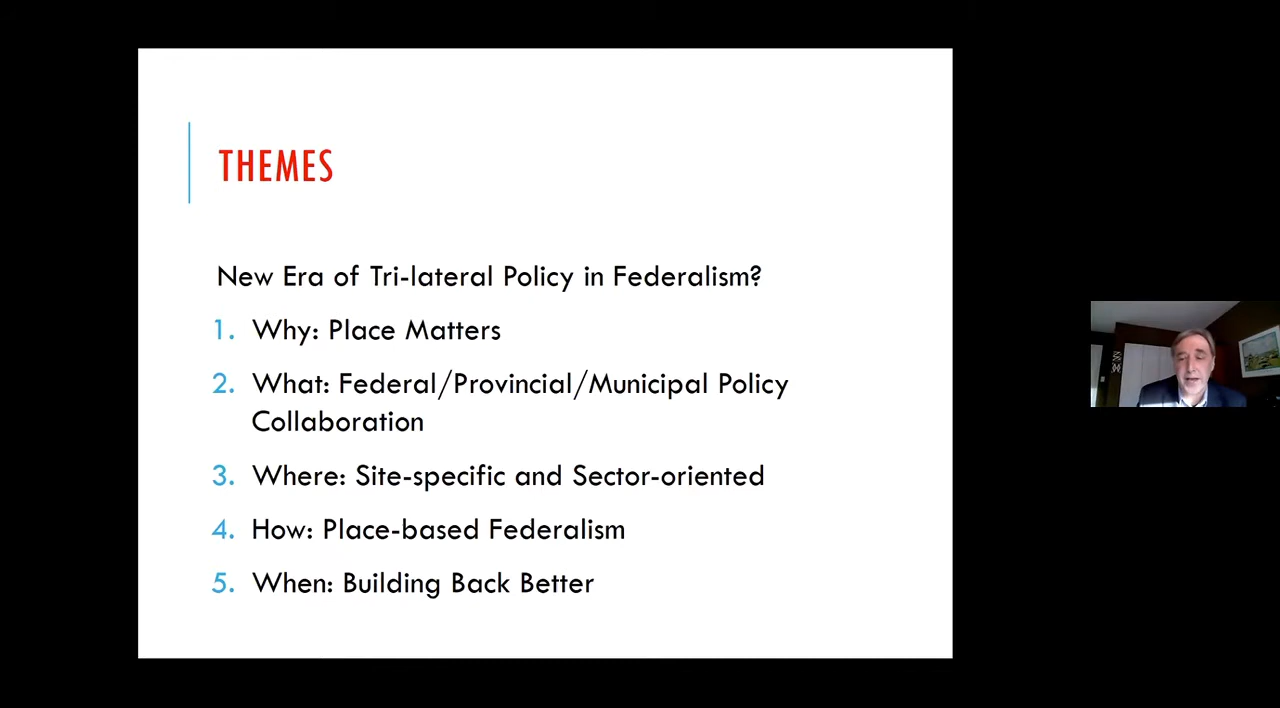 THEMES
New Era of Tri-lateral Policy in Federalism?
1. Why: Place Matters
2. What: Federal/Provincial/Municipal Policy
Collaboration
3. Where: Site-specific and Sector-oriented
4. How: Place-based Federalism
5. When: Building Back Better